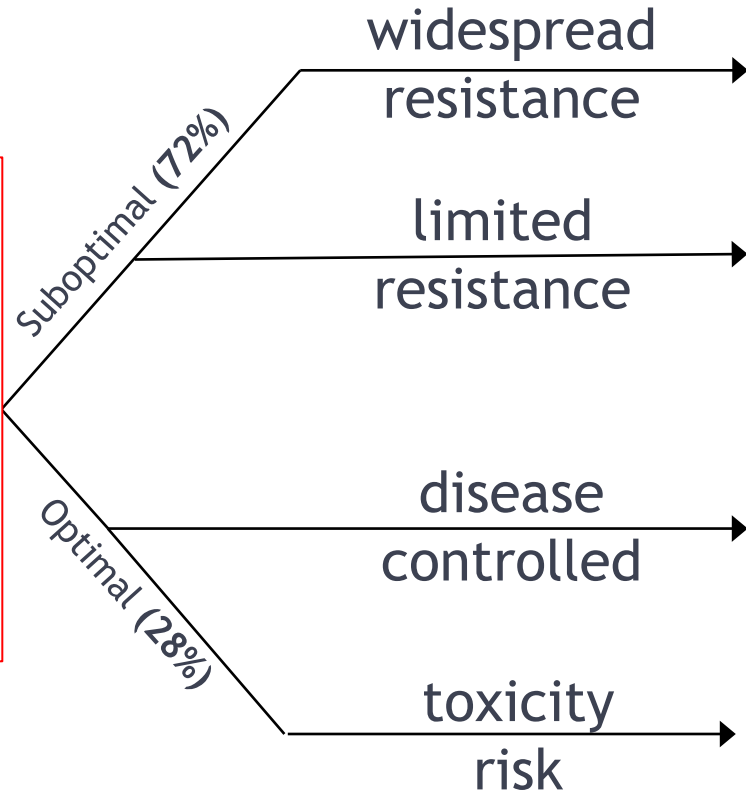 widespread
resistance
Suboptimal (72%)
limited
resistance
disease
controlled
Optimal (28%)
toxicity
risk